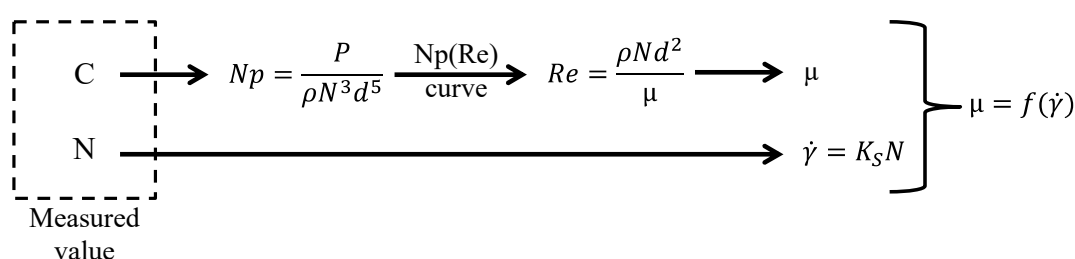 C
Np = P / ρN³d⁵
Np(Re)
curve
Re = ρNd² / μ
μ
N
γ̇ = K_S N
μ = f(γ̇)
Measured
value